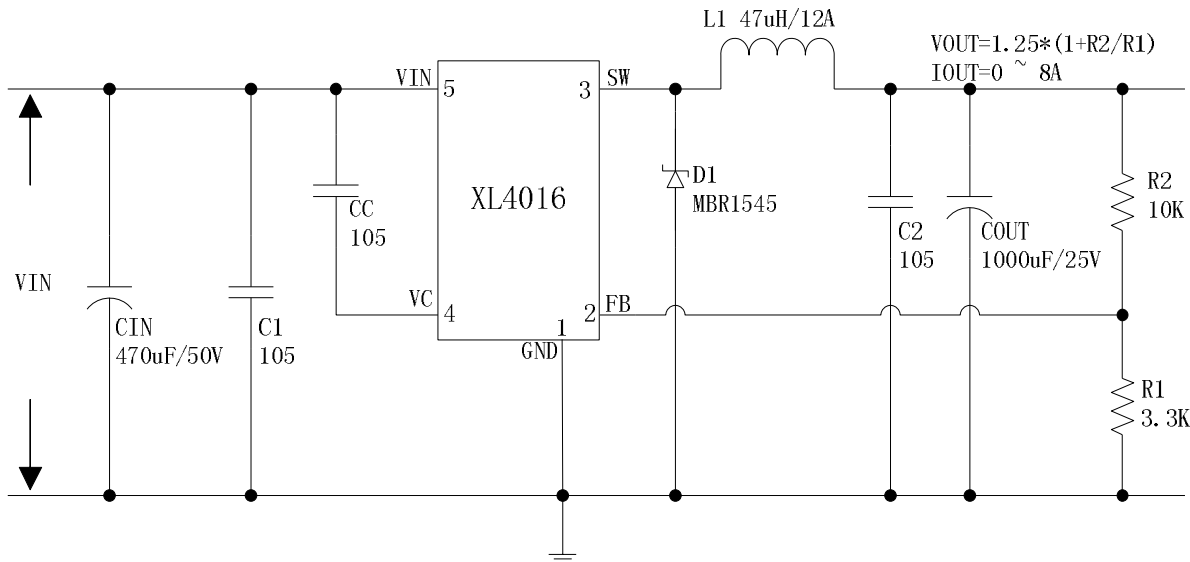 L1 47uH/12A
VOUT=1.25*(1+R2/R1)
IOUT=0 ~ 8A
VIN
5
3
SW
XL4016
D1
MBR1545
R2
10K
CC
105
C2
105
COUT
1000uF/25V
VIN
VC
4
2
FB
1
GND
CIN
470uF/50V
C1
105
R1
3.3K